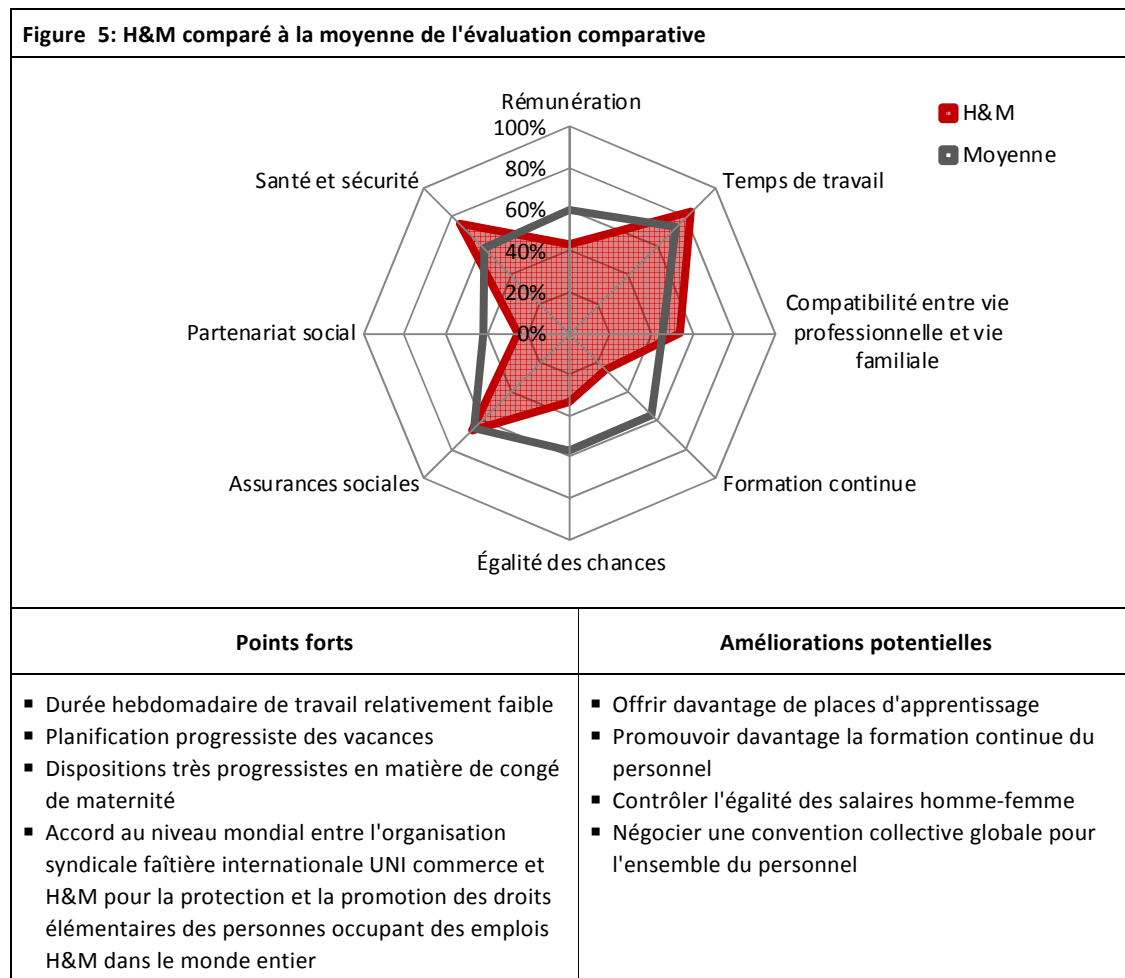 Figure 5: H&M comparé à la moyenne de l'évaluation comparative
Rémunération
100%
80%
60%
40%
20%
0%
H&M
Moyenne
Santé et sécurité
Temps de travail
Partenariat social
Compatibilité entre vie
professionnelle et vie
familiale
Assurances sociales
Formation continue
Égalité des chances
Points forts
▪ Durée hebdomadaire de travail relativement faible
▪ Planification progressiste des vacances
▪ Dispositions très progressistes en matière de congé
de maternité
▪ Accord au niveau mondial entre l'organisation
syndicale faîtière internationale UNI commerce et
H&M pour la protection et la promotion des droits
élémentaires des personnes occupant des emplois
H&M dans le monde entier
Améliorations potentielles
▪ Offrir davantage de places d'apprentissage
▪ Promouvoir davantage la formation continue du
personnel
▪ Contrôler l'égalité des salaires homme-femme
▪ Négocier une convention collective globale pour
l'ensemble du personnel